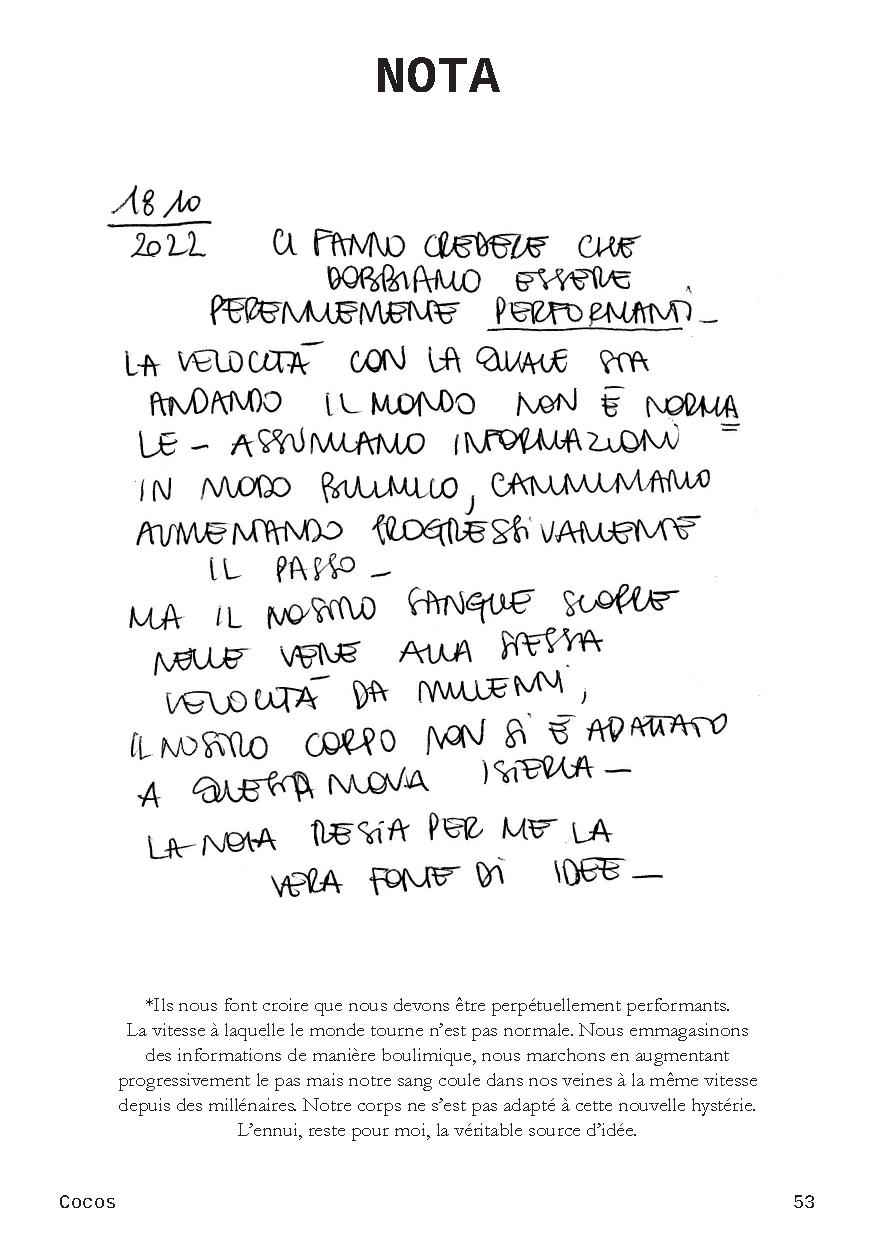 NOTA
18 10
2022
CI FANNO CREDERE CHE
DOBBIAMO ESSERE
PERENNEMENTE PERFORMANTI_
LA VELOCITÀ CON LA QUALE STA
ANDANDO IL MONDO NON È NORMA
LE - ASSUMIAMO INFORMAZIONI
IN MODO BULIMICO, CAMMINIAMO
AUMENTANDO PROGRESSIVAMENTE
IL PASSO _
MA IL NOSTRO SANGUE SCORRE
NELLE VENE ALLA STESSA
VELOCITÀ DA MILLENNI,
IL NOSTRO CORPO NON SI È ADATTATO
A QUESTA NUOVA ISTERIA _
LA NOIA RESTA PER ME LA
VERA FONTE DI IDEE _
*Ils nous font croire que nous devons être perpétuellement performants.
La vitesse à laquelle le monde tourne n'est pas normale. Nous emmagasinons
des informations de manière boulimique, nous marchons en augmentant
progressivement le pas mais notre sang coule dans nos veines à la même vitesse
depuis des millénaires. Notre corps ne s'est pas adapté à cette nouvelle hystérie.
L'ennui, reste pour moi, la véritable source d'idée.
Cocos 53